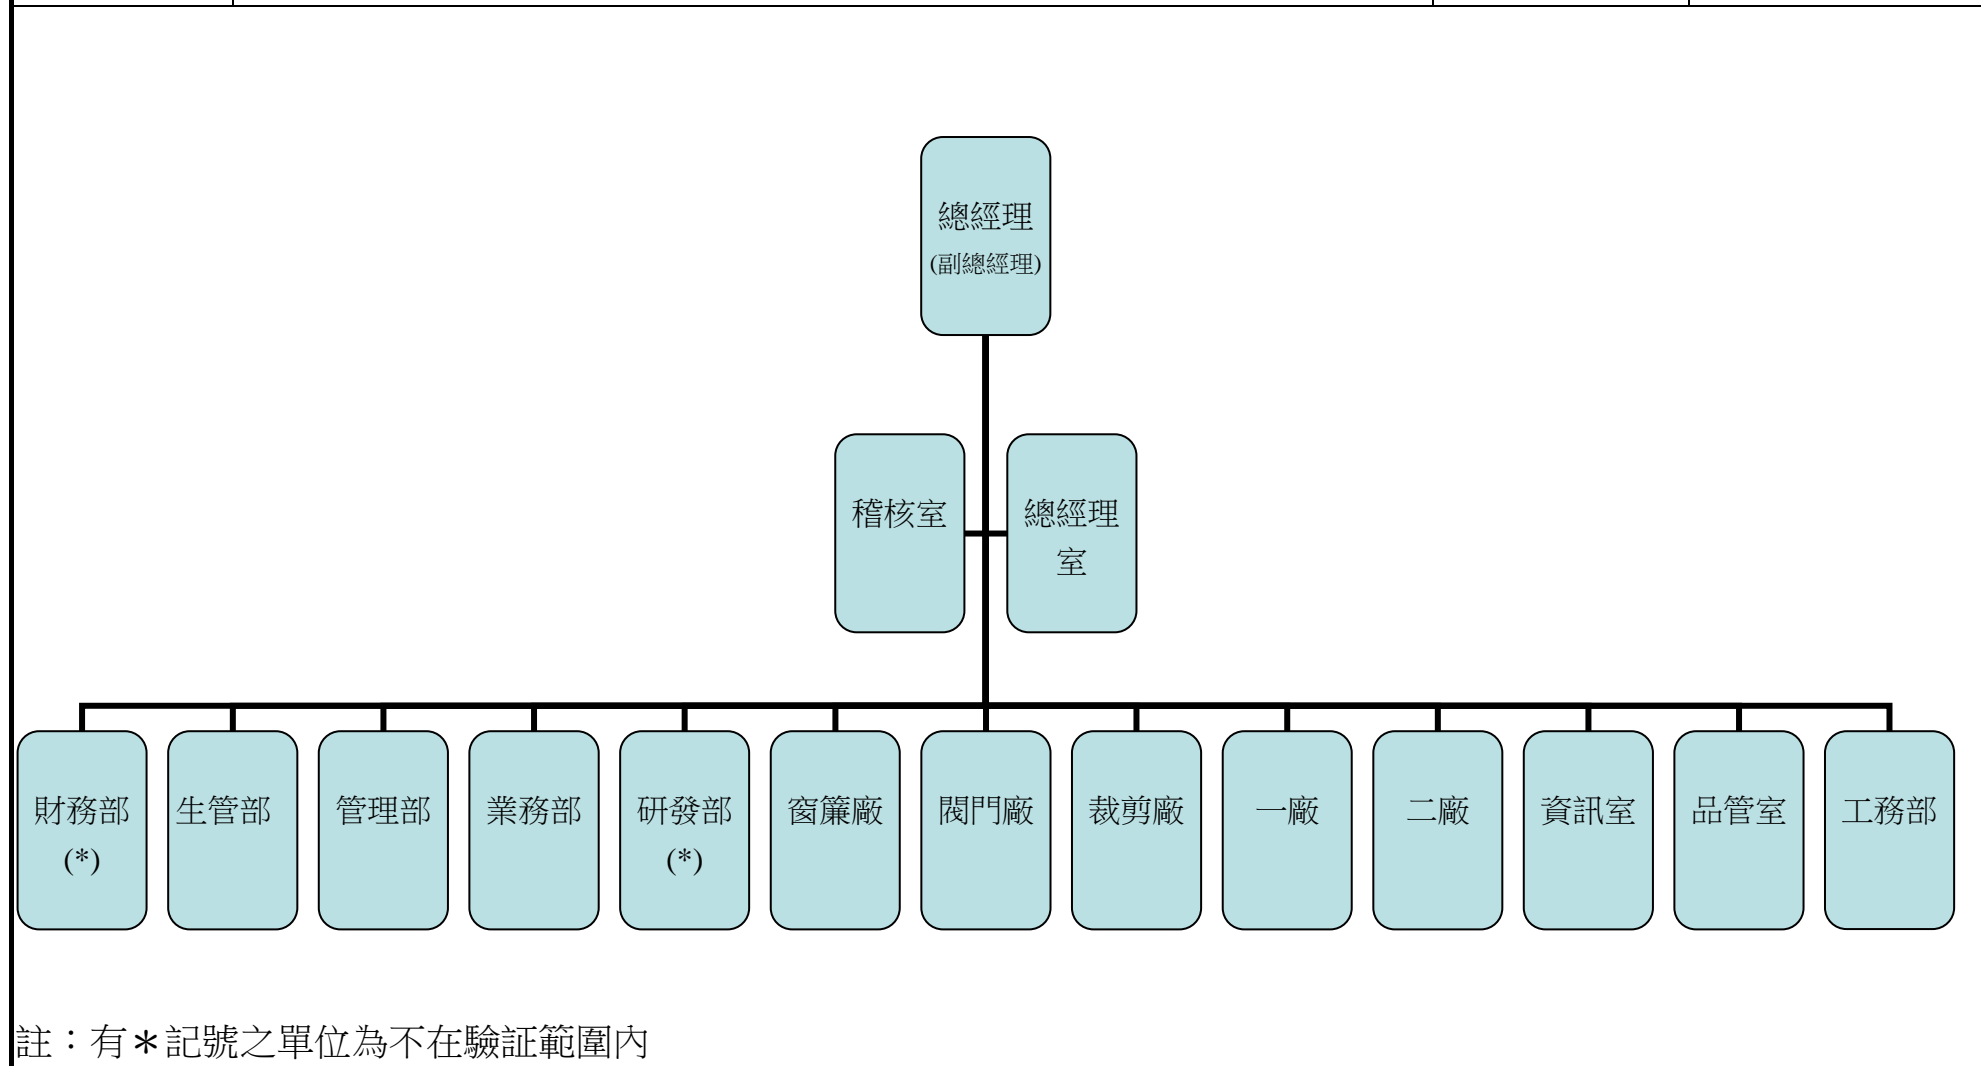 總經理
(副總經理)
稽核室
總經理
室
財務部
(*)
生管部
管理部
業務部
研發部
(*)
窗簾廠
閥門廠
裁剪廠
一廠
二廠
資訊室
品管室
工務部
註：有＊記號之單位為不在驗証範圍內